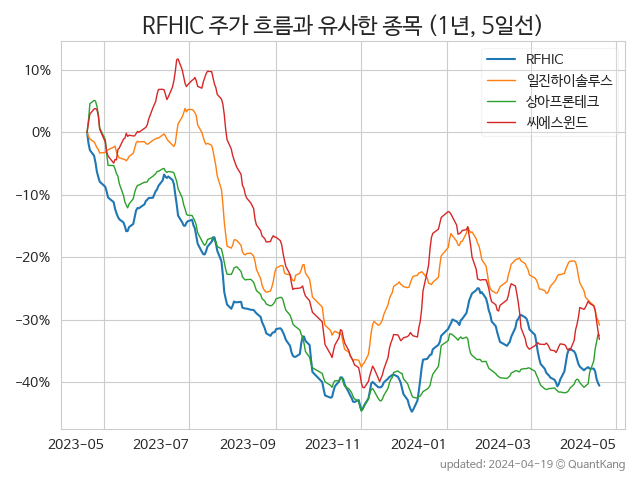 RFHIC 주가 흐름과 유사한 종목 (1년, 5일선)
RFHIC
일진하이솔루스
상아프론테크
씨에스윈드
10%
0%
−10%
−20%
−30%
−40%
2023-05 2023-07 2023-09 2023-11 2024-01 2024-03 2024-05
updated: 2024-04-19 © QuantKang